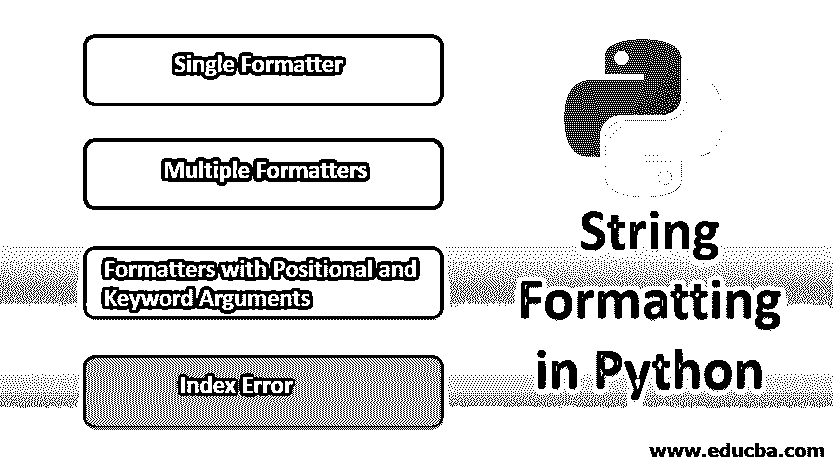 Single Formatter
Multiple Formatters
Formatters with Positional and
Keyword Arguments
Index Error
String
Formatting
in Python
www.educba.com